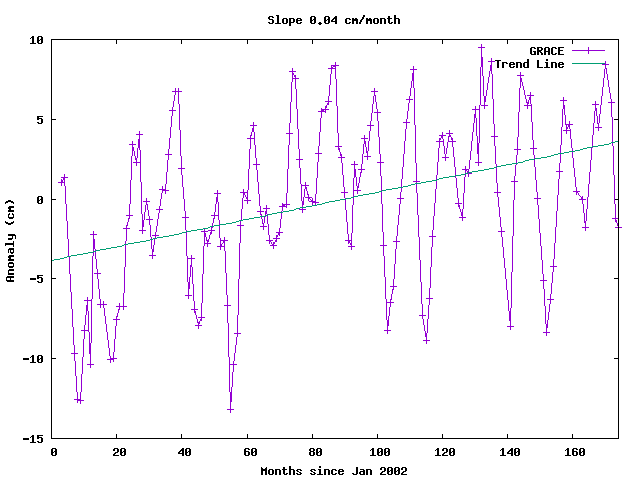 Slope 0.04 cm/month
GRACE
Trend Line
10
5
0
-5
-10
-15
Anomaly (cm)
0 20 40 60 80 100 120 140 160
Months since Jan 2002